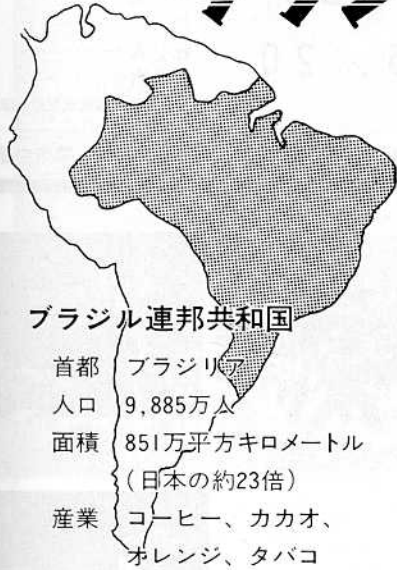 ブラジル連邦共和国
首都 ブラジリア
人口 9,885万人
面積 851万平方キロメートル
(日本の約23倍)
産業 コーヒー、カカオ、
オレンジ、タバコ